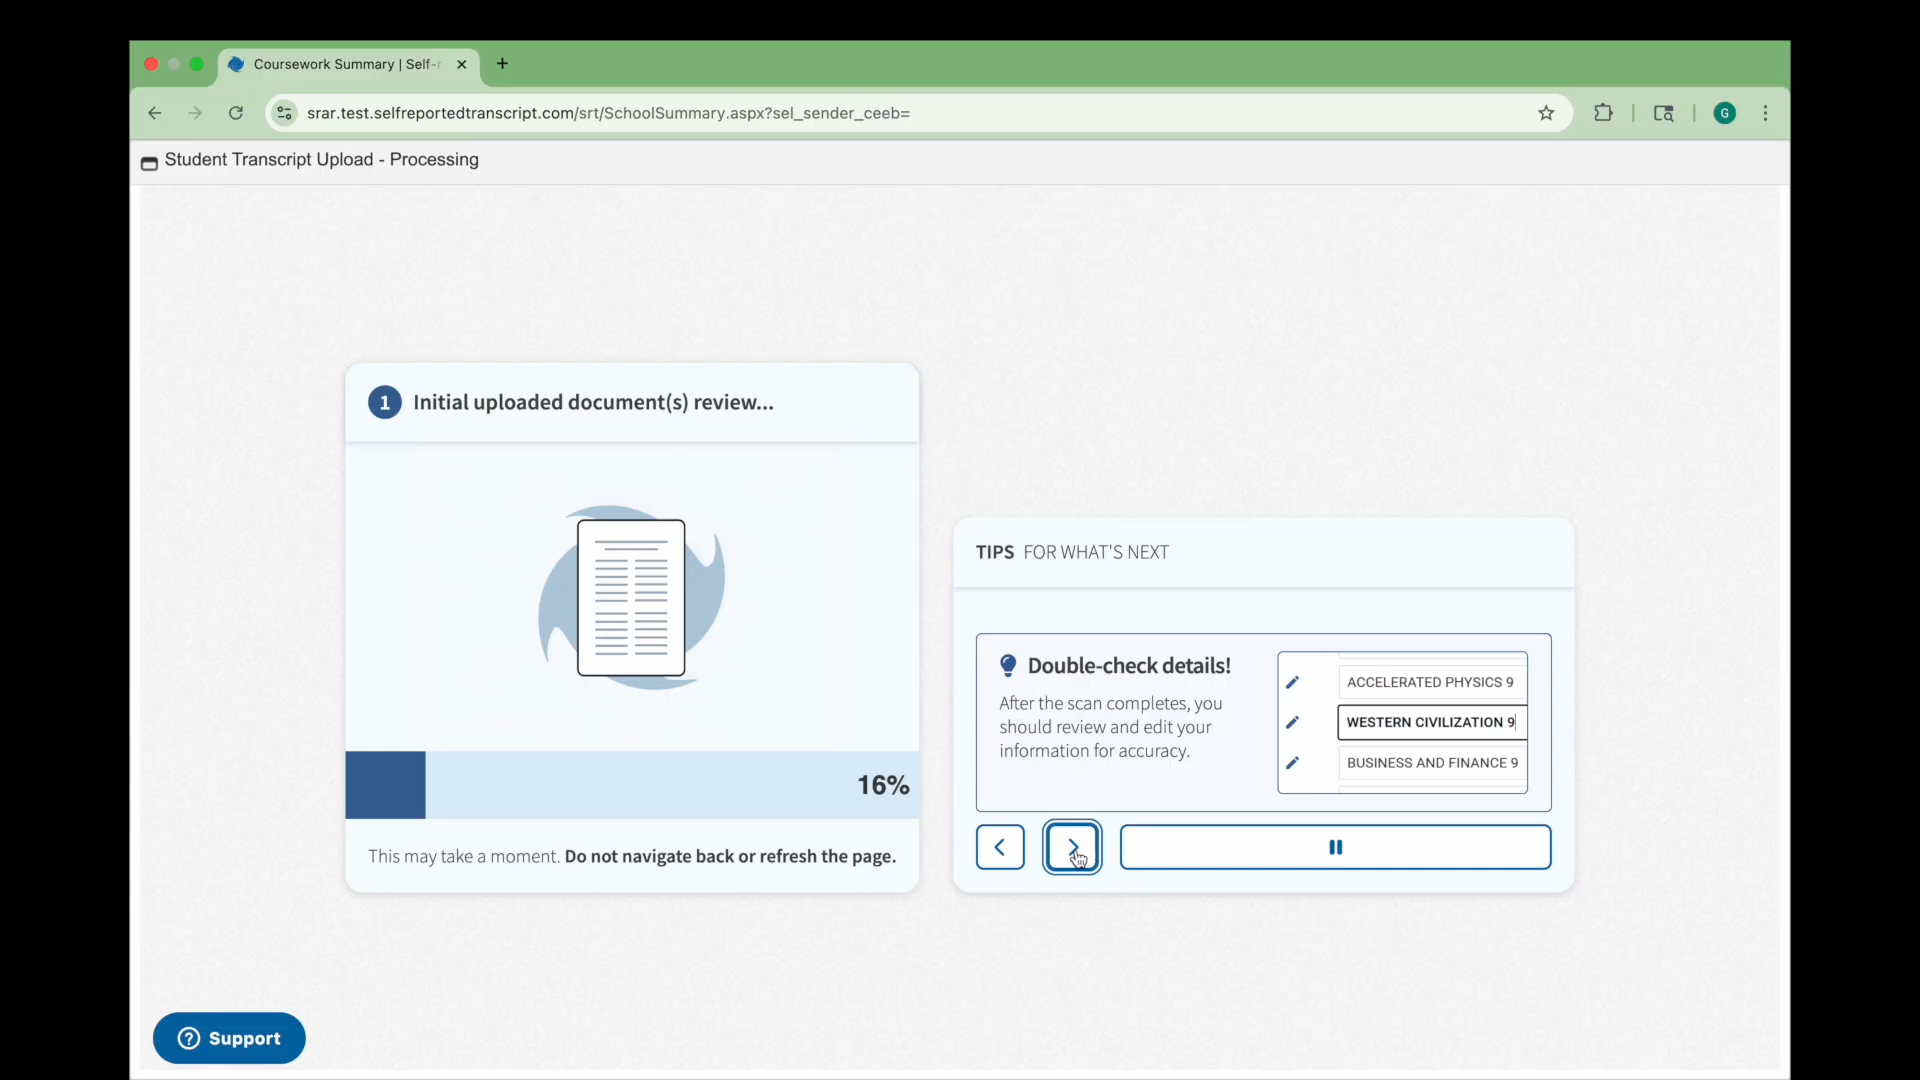 Coursework Summary | Self-r
srar.test.selfreportedtranscript.com/srt/SchoolSummary.aspx?sel_sender_ceeb=
G
Student Transcript Upload - Processing
1 Initial uploaded document(s) review...
16%
This may take a moment. Do not navigate back or refresh the page.
TIPS FOR WHAT'S NEXT
Double-check details!
After the scan completes, you
should review and edit your
information for accuracy.
ACCELERATED PHYSICS 9
WESTERN CIVILIZATION 9
BUSINESS AND FINANCE 9
Support